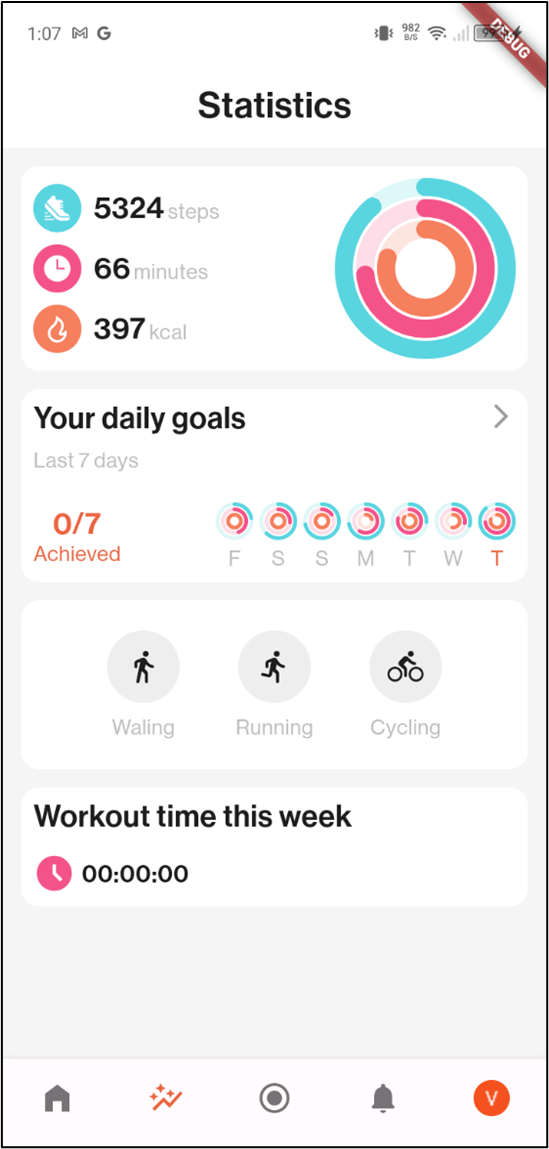 1:07 M G 982 B/S 99
DEBUG
Statistics
5324 steps
66 minutes
397 kcal
Your daily goals
Last 7 days
0/7
Achieved
F S S M T W T
Waling Running Cycling
Workout time this week
00:00:00
V